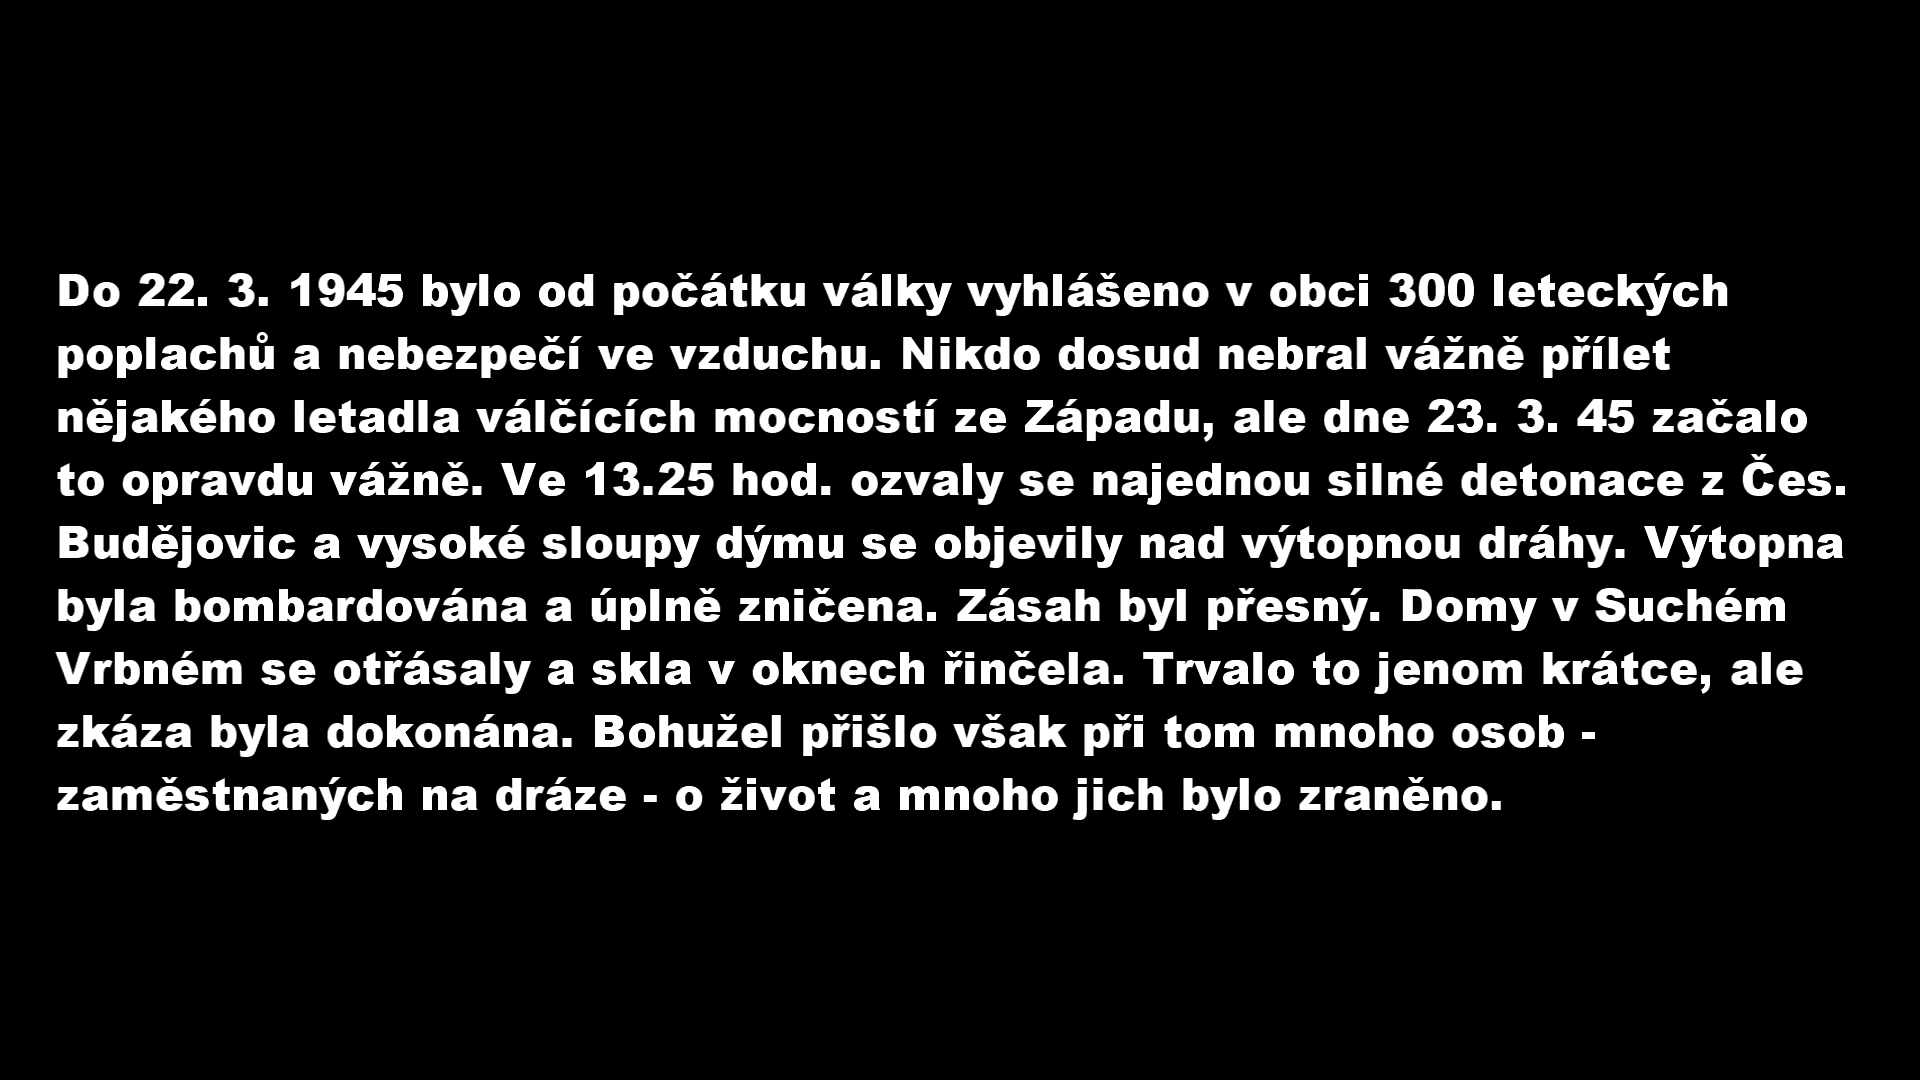 Do 22. 3. 1945 bylo od počátku války vyhlášeno v obci 300 leteckých
poplachů a nebezpečí ve vzduchu. Nikdo dosud nebral vážně přílet
nějakého letadla válčících mocností ze Západu, ale dne 23. 3. 45 začalo
to opravdu vážně. Ve 13.25 hod. ozvaly se najednou silné detonace z Čes.
Budějovic a vysoké sloupy dýmu se objevily nad výtopnou dráhy. Výtopna
byla bombardována a úplně zničena. Zásah byl přesný. Domy v Suchém
Vrbném se otřásaly a skla v oknech řinčela. Trvalo to jenom krátce, ale
zkáza byla dokonána. Bohužel přišlo však při tom mnoho osob -
zaměstnaných na dráze - o život a mnoho jich bylo zraněno.